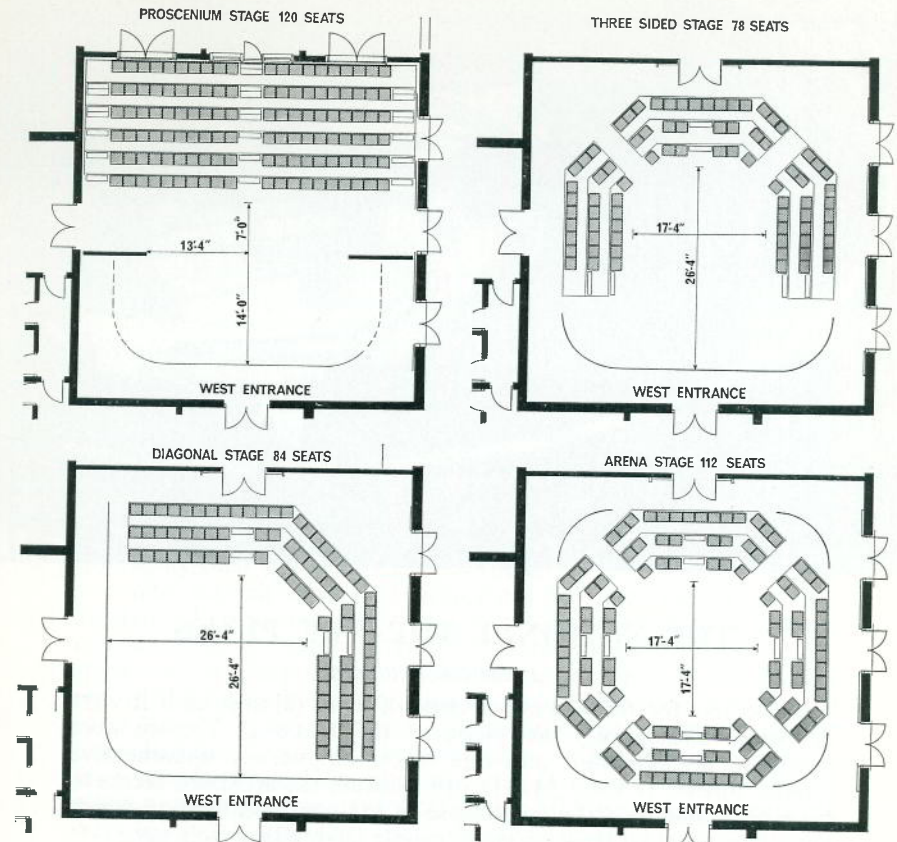 PROSCENIUM STAGE 120 SEATS
13'-4"
7'-0"
14'-0"
WEST ENTRANCE
THREE SIDED STAGE 78 SEATS
17'-4"
26'-4"
WEST ENTRANCE
DIAGONAL STAGE 84 SEATS
26'-4"
26'-4"
WEST ENTRANCE
ARENA STAGE 112 SEATS
17'-4"
17'-4"
WEST ENTRANCE